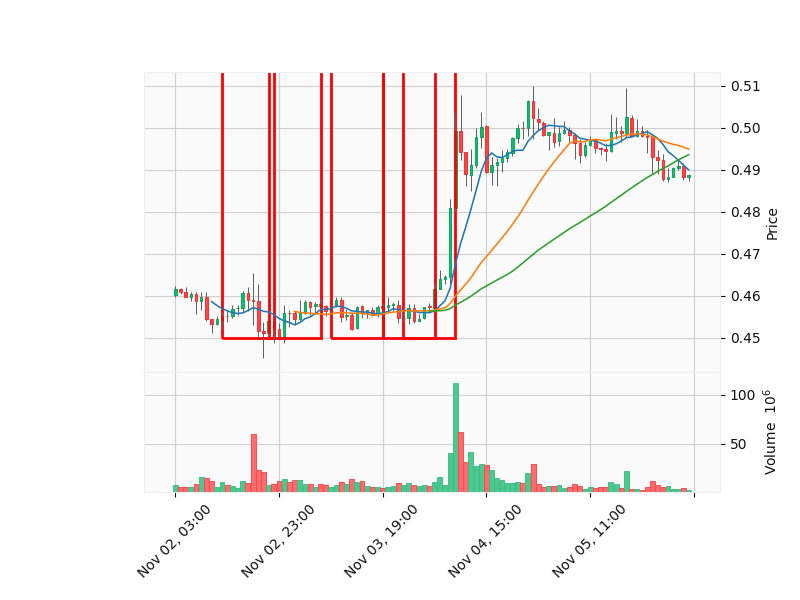 0.51
0.50
0.49
0.48
0.47
0.46
0.45
Price
100
50
Volume 10⁶
Nov 02, 03:00
Nov 02, 23:00
Nov 03, 19:00
Nov 04, 15:00
Nov 05, 11:00